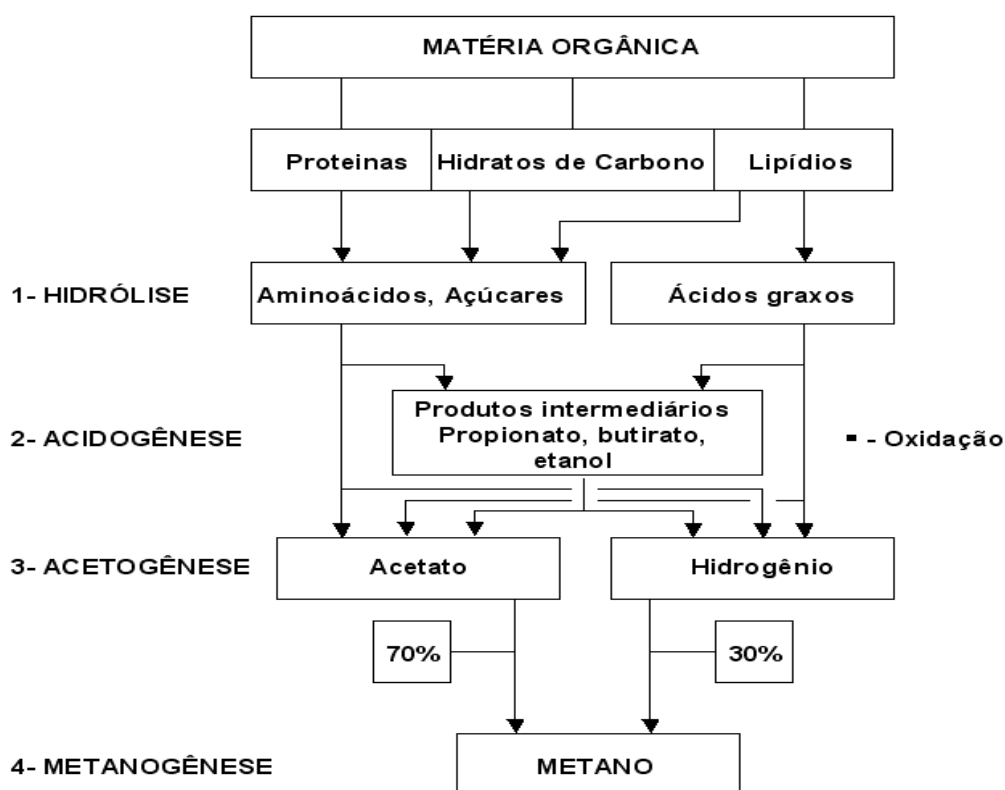 MATÉRIA ORGÂNICA
Proteinas
Hidratos de Carbono
Lipídios
1- HIDRÓLISE
Aminoácidos, Açúcares
Ácidos graxos
2- ACIDOGÊNESE
Produtos intermediários
Propionato, butirato,
etanol
- Oxidação
3- ACETOGÊNESE
Acetato
Hidrogênio
70%
30%
4- METANOGÊNESE
METANO